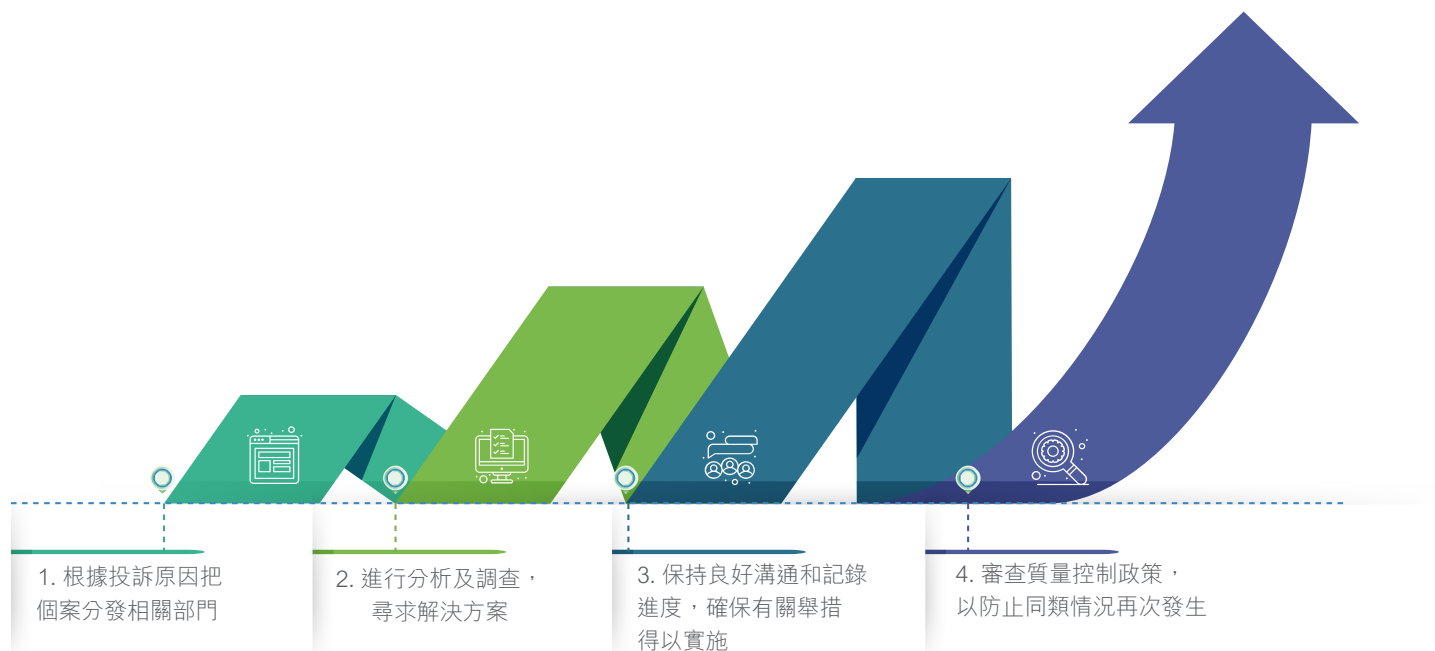 1. 根據投訴原因把
個案分發相關部門
2. 進行分析及調查，
尋求解決方案
3. 保持良好溝通和記錄
進度，確保有關舉措
得以實施
4. 審查質量控制政策，
以防止同類情況再次發生